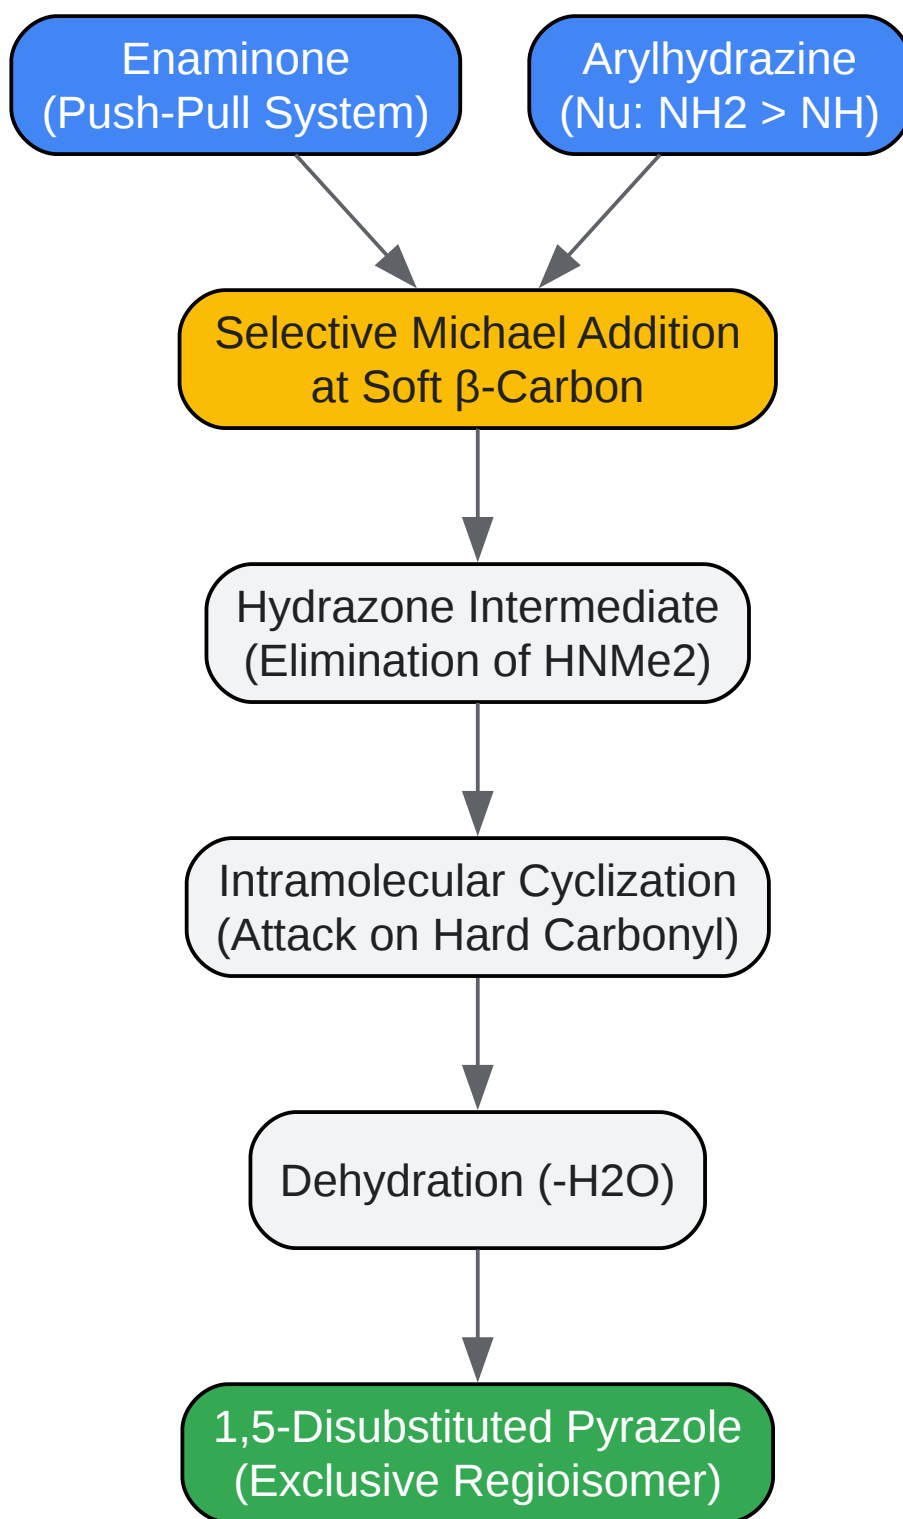 Enaminone
(Push-Pull System)
Arylhydrazine
(Nu: NH2 > NH)
Selective Michael Addition
at Soft β-Carbon
Hydrazone Intermediate
(Elimination of HNMe2)
Intramolecular Cyclization
(Attack on Hard Carbonyl)
Dehydration (-H2O)
1,5-Disubstituted Pyrazole
(Exclusive Regioisomer)